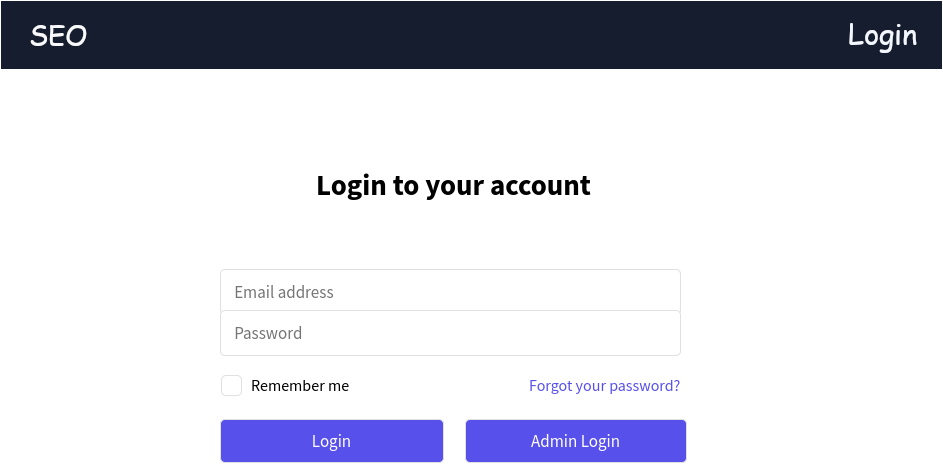 SEO Login
Login to your account
Email address
Password
Remember me Forgot your password?
Login Admin Login